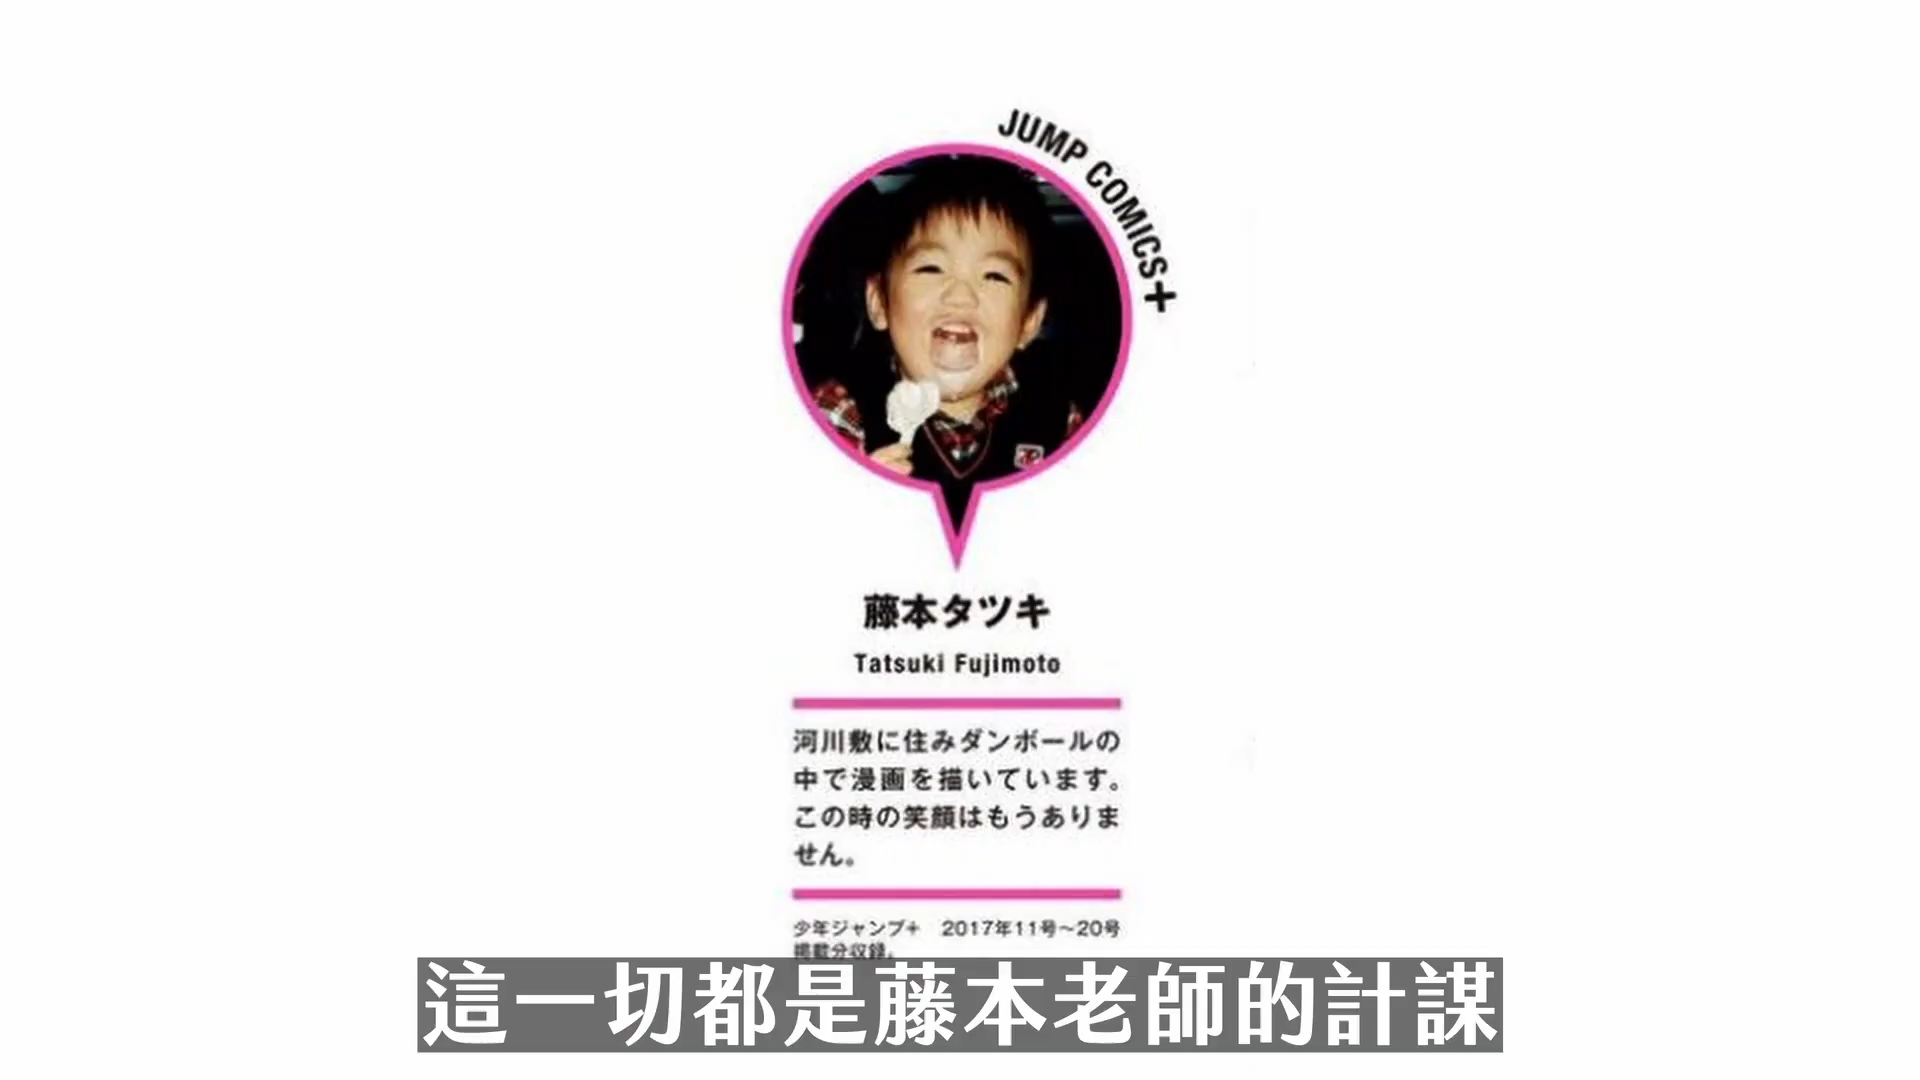 JUMP COMICS+
藤本タツキ
Tatsuki Fujimoto
河川敷に住みダンボールの
中で漫画を描いています。
この時の笑顔はもうありま
せん。
少年ジャンプ+ 2017年11号～20号
掲載分収録。
這一切都是藤本老師的計謀